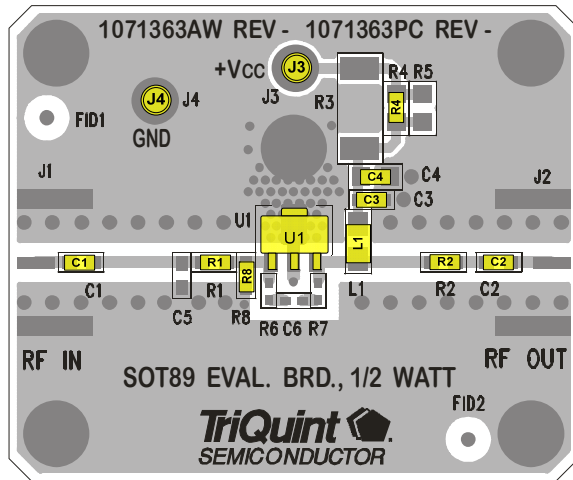 1071363AW REV - 1071363PC REV -
+VCC
J3
J3
R3
R4
R5
R4
J4
J4
GND
FID1
C4
C4
C3
C3
J1
J2
U1
U1
L1
L1
C1
C1
R1
R1
R8
R8
C5
R2
R2
C2
C2
R6
C6
R7
RF IN
RF OUT
SOT89 EVAL. BRD., 1/2 WATT
FID2
TriQuint
SEMICONDUCTOR